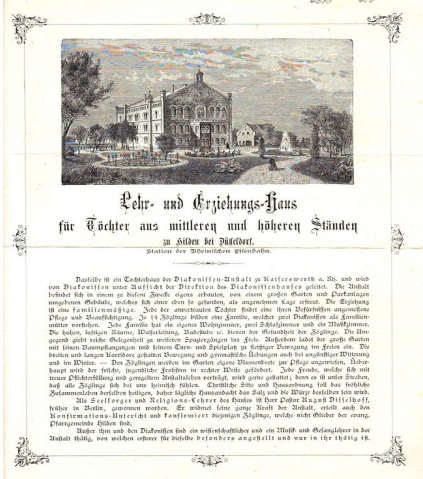 Lehr- und Erziehungs-Haus
für Töchter aus mittleren und höheren Ständen
zu Hilden bei Düsseldorf.
Station der Rheinischen Eisenbahn.
Dasselbe ist ein Tochterhaus der Diakonissen-Anstalt zu Kaiserswerth a. Rh. und wird
von Diakonissen unter Aufsicht der Direktion des Diakonissenhauses geleitet. Die Anstalt
befindet sich in einem zu diesem Zwecke eigens erbauten, von einem großen Garten und Parkanlagen
umgebenen Gebäude, welches sich einer eben so gesunden, als angenehmen Lage erfreut. Die Erziehung
ist eine familienmäßige. Jede der anvertrauten Töchter findet eine ihren Bedürfnissen angemessene
Pflege und Beaufsichtigung. Je 14 Zöglinge bilden eine Familie, welcher zwei Diakonissen als Familien-
mütter vorstehen. Jede Familie hat ein eigenes Wohnzimmer, zwei Schlafzimmer und ein Musikzimmer.
Die hohen, luftigen Räume, Wasserleitung, Badestube ꝛc. dienen der Gesundheit der Zöglinge. Die Um-
gegend gibt reiche Gelegenheit zu weiteren Spaziergängen ins Freie. Außerdem ladet der große Garten
mit seinen Baumpflanzungen und seinem Turn- und Spielplatz zu fleißiger Bewegung im Freien ein. Die
breiten und langen Korridore gestatten Bewegung und gymnastische Uebungen auch bei ungünstiger Witterung
und im Winter. — Den Zöglingen werden im Garten eigene Blumenbeete zur Pflege angewiesen. Ueber-
haupt wird der frische, jugendliche Frohsinn in rechter Weise gefördert. Jede Freude, welche sich mit
treuer Pflichterfüllung und geregeltem Anstaltsleben verträgt, wird gerne gestattet; denn es ist unser Streben,
daß alle Zöglinge sich bei uns heimisch fühlen. Christliche Sitte und Hausordnung soll das fröhliche
Zusammenleben derselben heiligen, daher tägliche Hausandacht das Salz und die Würze desselben sein wird.
Als Seelsorger und Religions-Lehrer des Hauses ist Herr Pastor August Disselhoff,
früher in Berlin, gewonnen worden. Er widmet seine ganze Kraft der Anstalt, erteilt auch den
Konfirmations-Unterricht und konfirmiert diejenigen Zöglinge, welche nicht Glieder der evang.
Pfarrgemeinde Hilden sind.
Außer ihm und den Diakonissen sind ein wissenschaftlicher und ein Musik- und Gesanglehrer in der
Anstalt thätig, von welchen ersterer für dieselbe besonders angestellt und nur in ihr thätig ist.